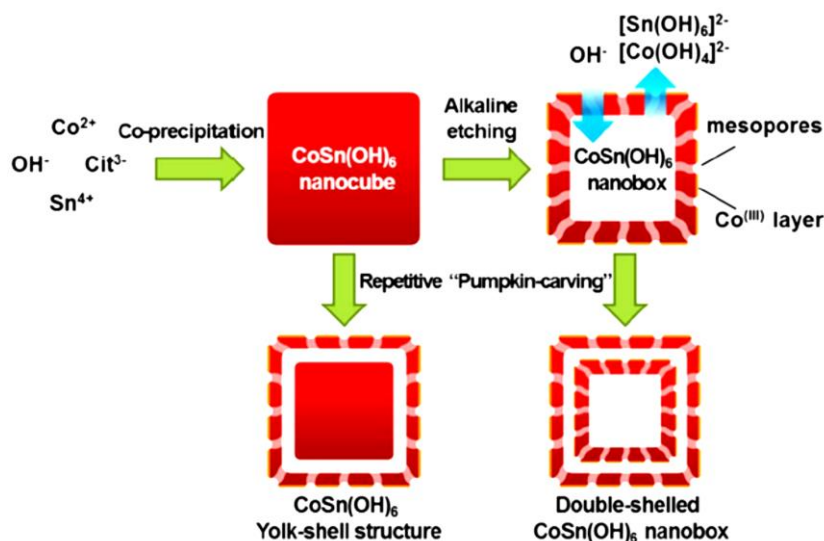 [Sn(OH)₆]²⁻
OH⁻ [Co(OH)₄]²⁻
Co²⁺
OH⁻ Cit³⁻
Sn⁴⁺
Co-precipitation
CoSn(OH)₆
nanocube
Alkaline
etching
CoSn(OH)₆
nanobox
mesopores
Co⁽ᴵᴵᴵ⁾ layer
Repetitive “Pumpkin-carving”
CoSn(OH)₆
Yolk-shell structure
Double-shelled
CoSn(OH)₆ nanobox